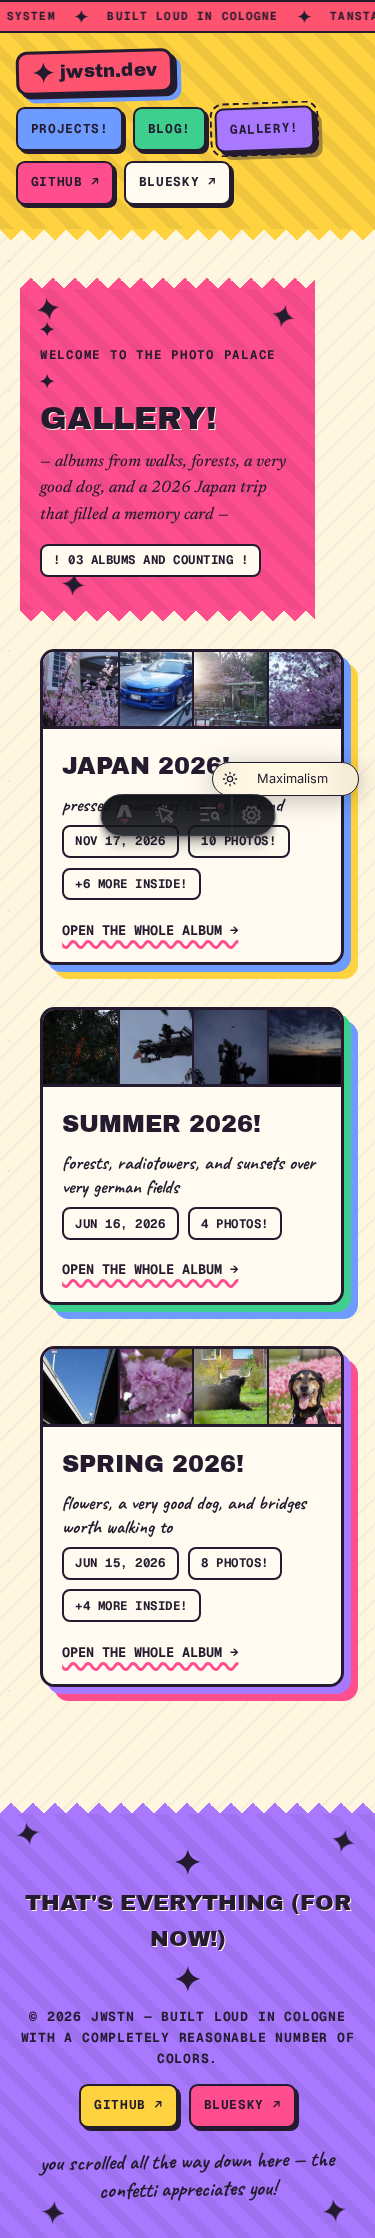 SYSTEM ✦ BUILT LOUD IN COLOGNE ✦ TANSTA
✦ jwstn.dev
PROJECTS! BLOG! GALLERY!
GITHUB ↗ BLUESKY ↗
WELCOME TO THE PHOTO PALACE
GALLERY!
— albums from walks, forests, a very
good dog, and a 2026 Japan trip
that filled a memory card —
! 03 ALBUMS AND COUNTING !
JAPAN 2026!
Maximalism
pressed
NOV 17, 2026 10 PHOTOS!
+6 MORE INSIDE!
OPEN THE WHOLE ALBUM →
SUMMER 2026!
forests, radiotowers, and sunsets over
very german fields
JUN 16, 2026 4 PHOTOS!
OPEN THE WHOLE ALBUM →
SPRING 2026!
flowers, a very good dog, and bridges
worth walking to
JUN 15, 2026 8 PHOTOS!
+4 MORE INSIDE!
OPEN THE WHOLE ALBUM →
THAT'S EVERYTHING (FOR
NOW!)
© 2026 JWSTN — BUILT LOUD IN COLOGNE
WITH A COMPLETELY REASONABLE NUMBER OF
COLORS.
GITHUB ↗ BLUESKY ↗
you scrolled all the way down here — the
confetti appreciates you!